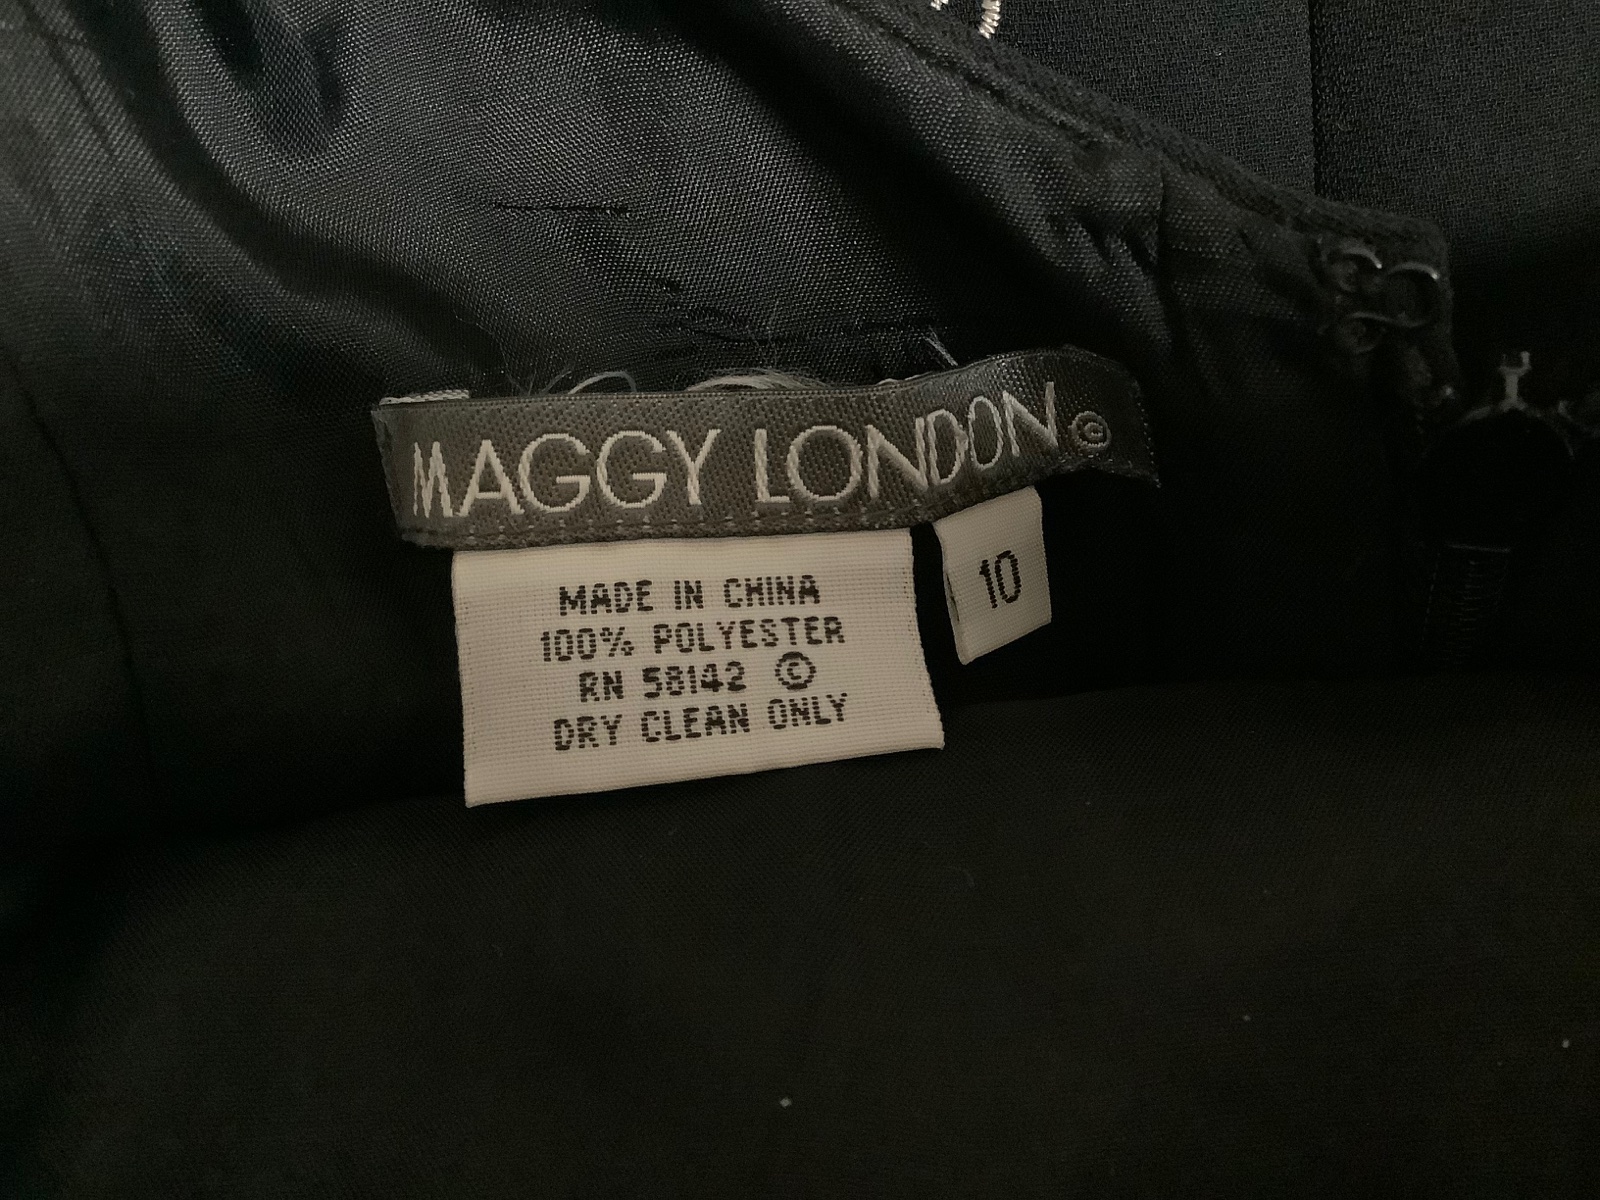 MAGGY LONDON ©
10
MADE IN CHINA
100% POLYESTER
RN 58142 ©
DRY CLEAN ONLY